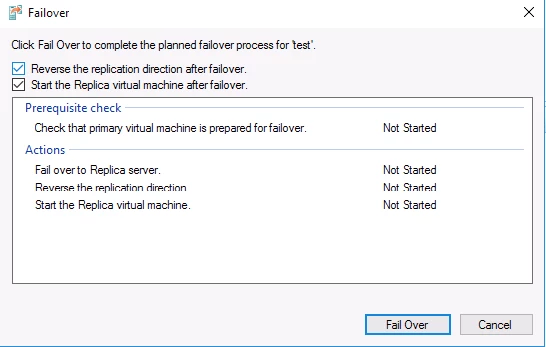 Failover
Click Fail Over to complete the planned failover process for 'test'.
Reverse the replication direction after failover.
Start the Replica virtual machine after failover.
Prerequisite check
Check that primary virtual machine is prepared for failover. Not Started
Actions
Fail over to Replica server. Not Started
Reverse the replication direction. Not Started
Start the Replica virtual machine. Not Started
Fail Over Cancel